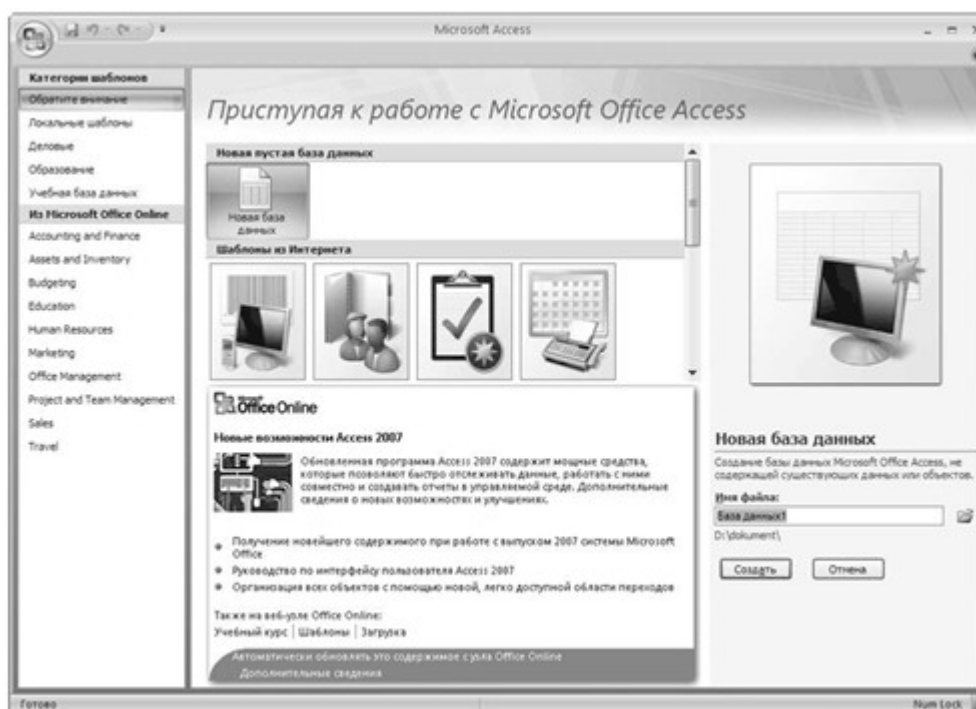 Microsoft Access
Категории шаблонов
Обратите внимание
Локальные шаблоны
Деловые
Образование
Учебная база данных
Из Microsoft Office Online
Accounting and Finance
Assets and Inventory
Budgeting
Education
Human Resources
Marketing
Office Management
Project and Team Management
Sales
Travel
Приступая к работе с Microsoft Office Access
Новая пустая база данных
Новая база
данных
Шаблоны из Интернета
Microsoft
Office Online
Новые возможности Access 2007
Обновленная программа Access 2007 содержит мощные средства,
которые позволяют быстро отслеживать данные, работать с ними
совместно и создавать отчеты в управляемой среде. Дополнительные
сведения о новых возможностях и улучшениях.
Получение новейшего содержимого при работе с выпуском 2007 системы Microsoft
Office
Руководство по интерфейсу пользователя Access 2007
Организация всех объектов с помощью новой, легко доступной области переходов
Также на веб-узле Office Online:
Учебный курс | Шаблоны | Загрузка
Автоматически обновлять это содержимое с узла Office Online
Дополнительные сведения
Новая база данных
Создание базы данных Microsoft Office Access, не
содержащей существующих данных или объектов.
Имя файла:
База данных1
D:\dokument\
Создать
Отмена
Готово
Num Lock